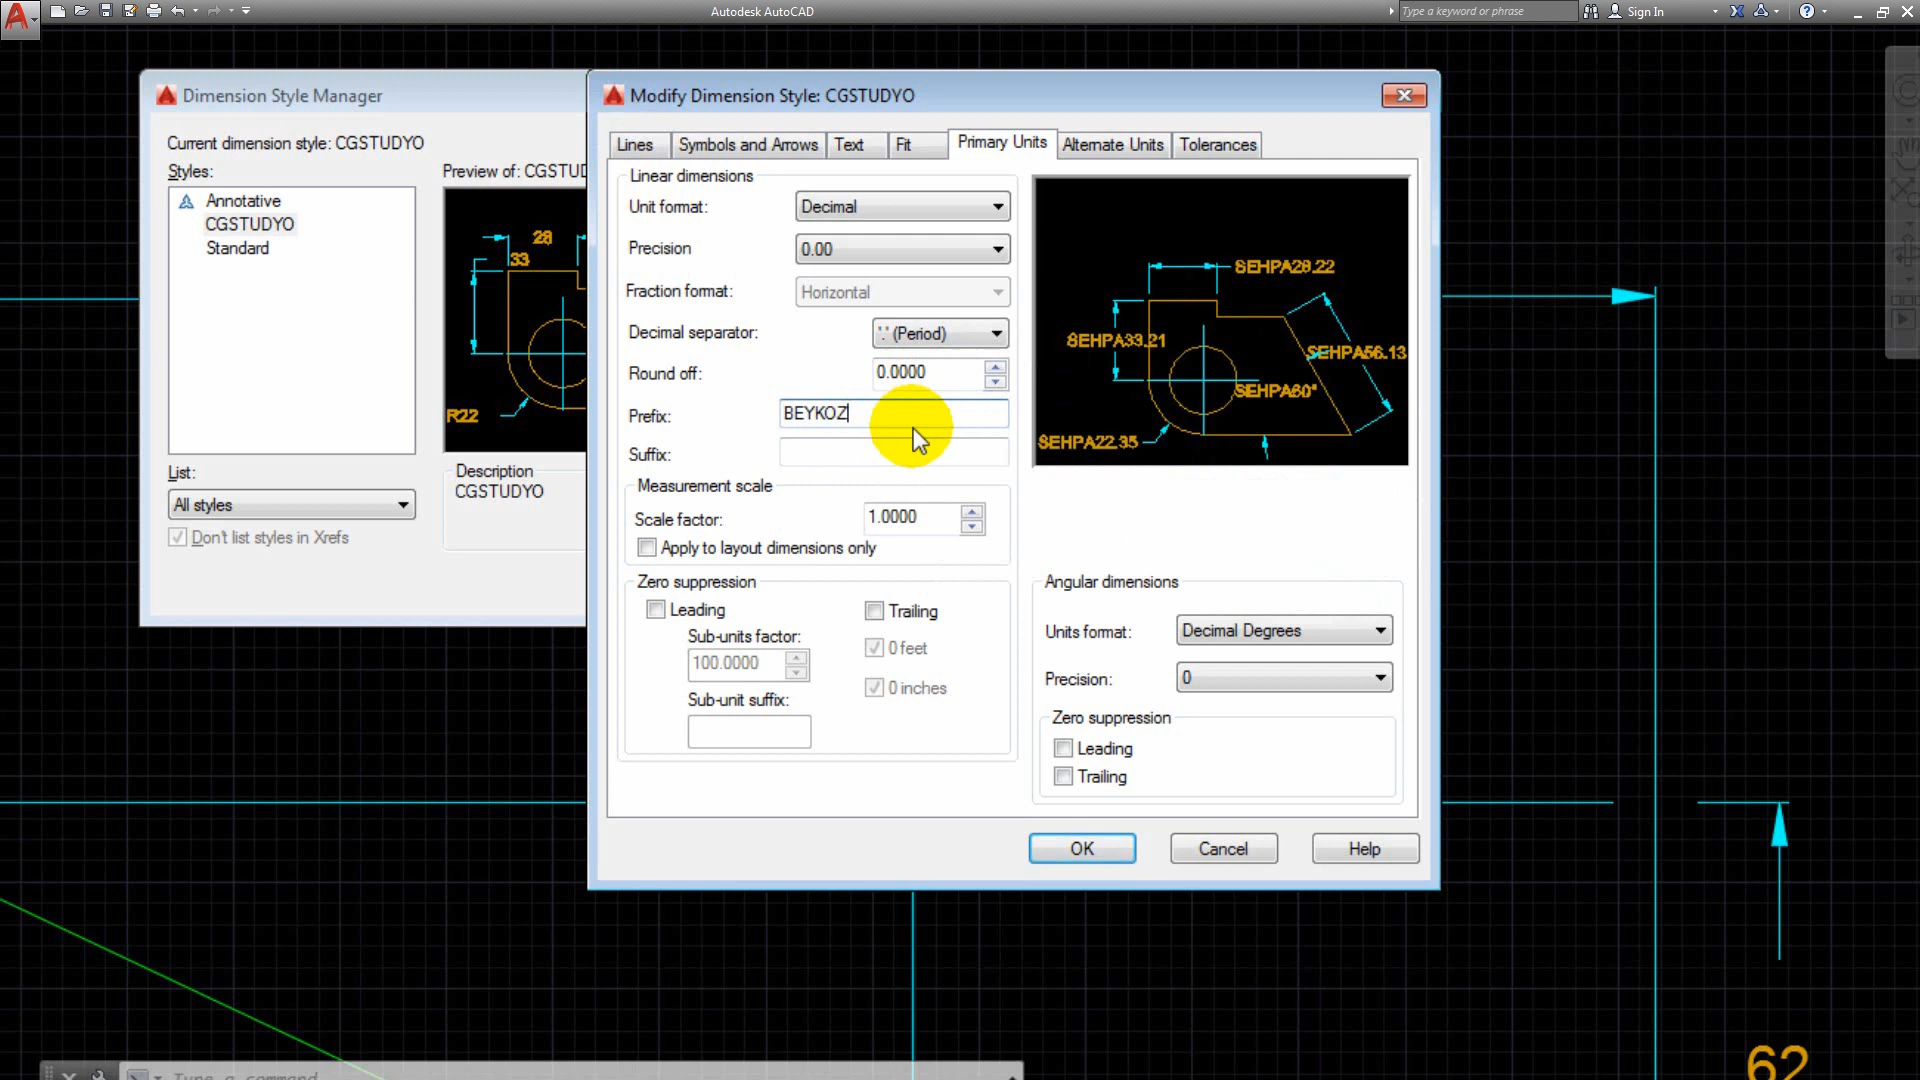 Autodesk AutoCAD
Type a keyword or phrase
Sign In
Dimension Style Manager
Current dimension style: CGSTUDYO
Styles:
Annotative
CGSTUDYO
Standard
Preview of: CGSTUD
28
33
R22
List:
All styles
Don't list styles in Xrefs
Description
CGSTUDYO
Modify Dimension Style: CGSTUDYO
Lines
Symbols and Arrows
Text
Fit
Primary Units
Alternate Units
Tolerances
Linear dimensions
Unit format:
Decimal
Precision
0.00
Fraction format:
Horizontal
Decimal separator:
'.' (Period)
Round off:
0.0000
Prefix:
BEYKOZ
Suffix:
Measurement scale
Scale factor:
1.0000
Apply to layout dimensions only
Zero suppression
Leading
Trailing
Sub-units factor:
100.0000
0 feet
Sub-unit suffix:
0 inches
SEHPA28.22
SEHPA33.21
SEHPA56.13
SEHPA60°
SEHPA22.35
Angular dimensions
Units format:
Decimal Degrees
Precision:
0
Zero suppression
Leading
Trailing
OK
Cancel
Help
62
Type a command